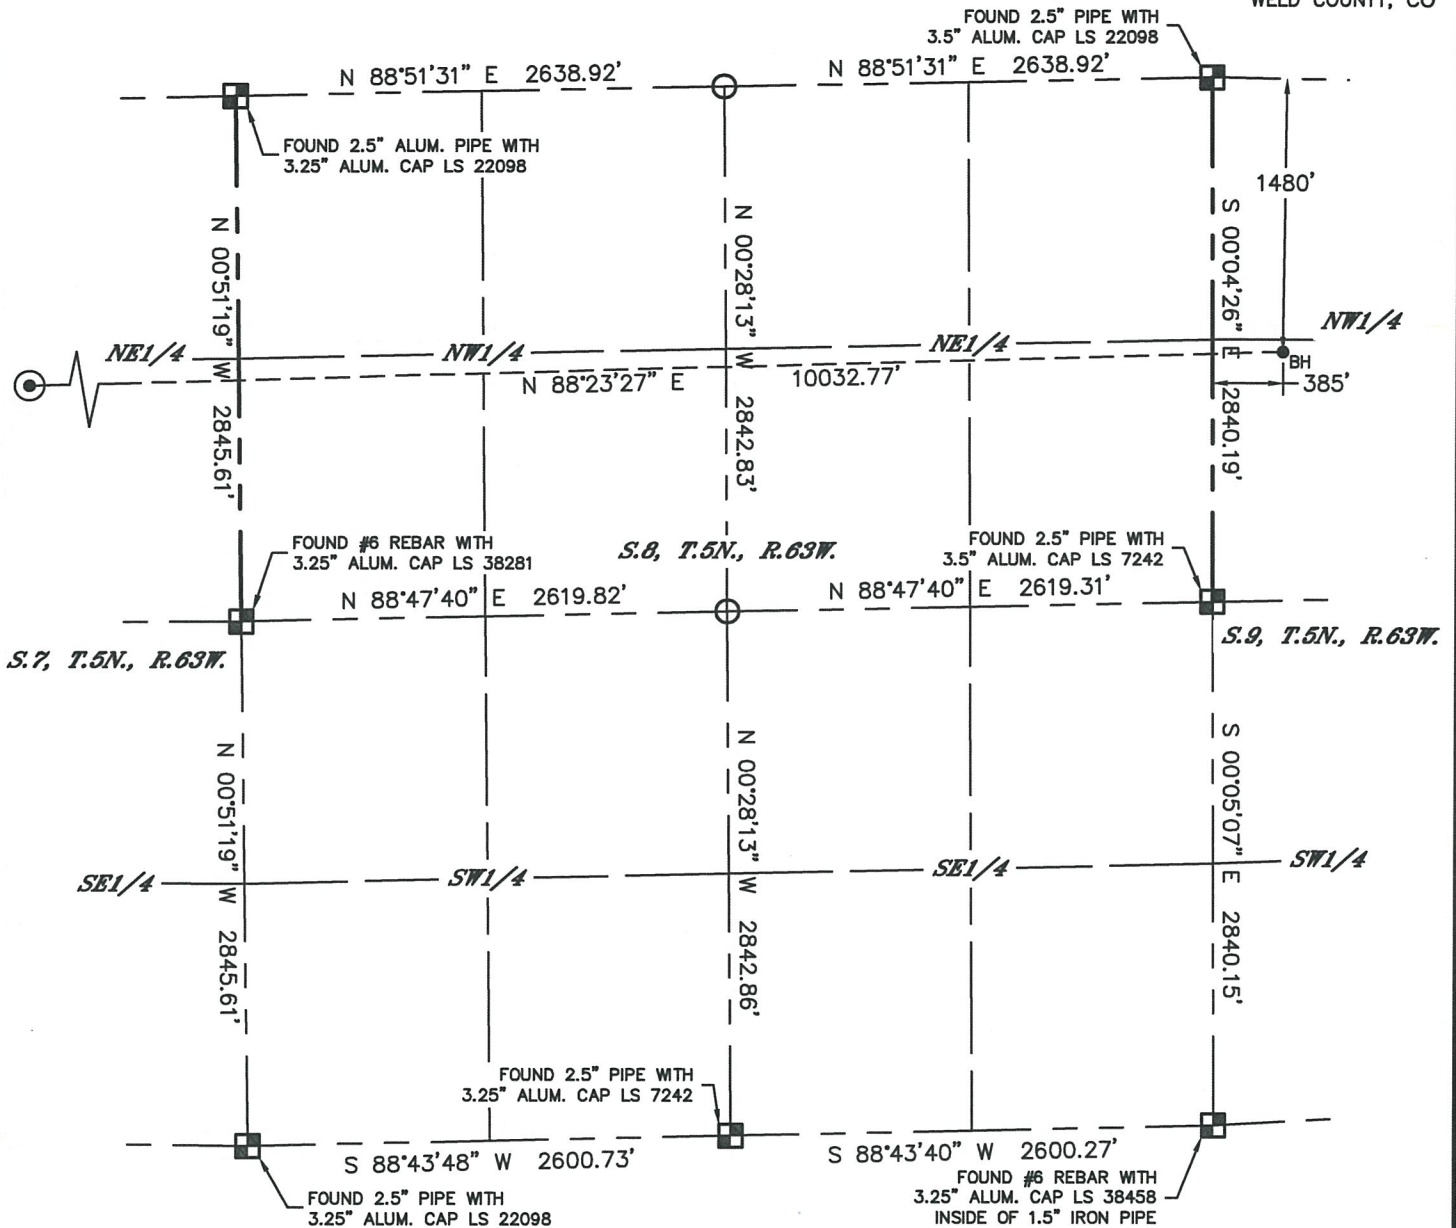 WELD COUNTY, CO
FOUND 2.5" PIPE WITH
3.5" ALUM. CAP LS 22098
N 88°51'31" E 2638.92'
N 88°51'31" E 2638.92'
FOUND 2.5" ALUM. PIPE WITH
3.25" ALUM. CAP LS 22098
1480'
N 00°51'19" W 2845.61'
N 00°28'13" W 2842.83'
S 00°04'26" E 2840.19'
NE1/4
NW1/4
NE1/4
NW1/4
BH
N 88°23'27" E 10032.77'
385'
FOUND #6 REBAR WITH
3.25" ALUM. CAP LS 38281
S.8, T.5N., R.63W.
FOUND 2.5" PIPE WITH
3.5" ALUM. CAP LS 7242
N 88°47'40" E 2619.82'
N 88°47'40" E 2619.31'
S.7, T.5N., R.63W.
S.9, T.5N., R.63W.
N 00°51'19" W 2845.61'
N 00°28'13" W 2842.86'
S 00°05'07" E 2840.15'
SE1/4
SW1/4
SE1/4
SW1/4
FOUND 2.5" PIPE WITH
3.25" ALUM. CAP LS 7242
S 88°43'48" W 2600.73'
S 88°43'40" W 2600.27'
FOUND 2.5" PIPE WITH
3.25" ALUM. CAP LS 22098
FOUND #6 REBAR WITH
3.25" ALUM. CAP LS 38458
INSIDE OF 1.5" IRON PIPE